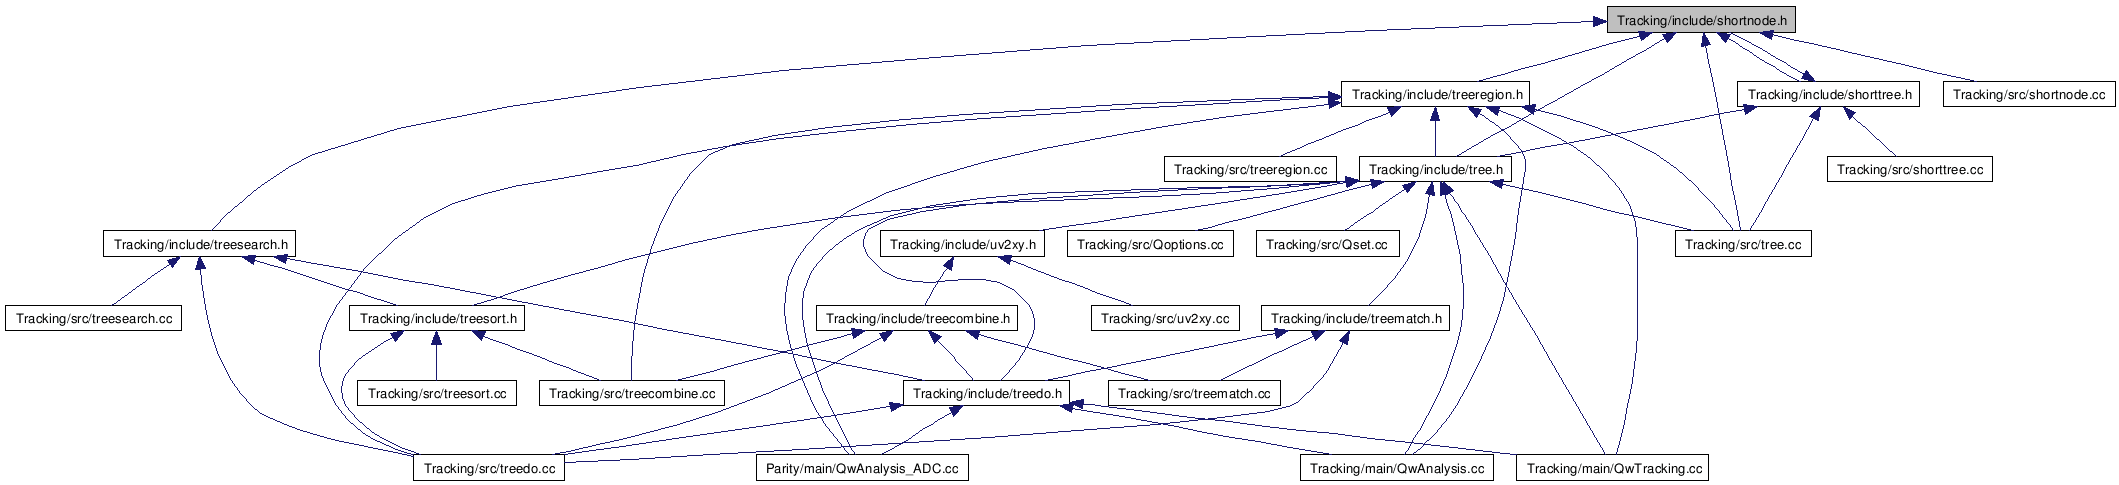 Tracking/include/shortnode.h
Tracking/include/treeregion.h
Tracking/include/shorttree.h
Tracking/src/shortnode.cc
Tracking/src/treeregion.cc
Tracking/include/tree.h
Tracking/src/shorttree.cc
Tracking/include/treesearch.h
Tracking/include/uv2xy.h
Tracking/src/Qoptions.cc
Tracking/src/Qset.cc
Tracking/src/tree.cc
Tracking/src/treesearch.cc
Tracking/include/treesort.h
Tracking/include/treecombine.h
Tracking/src/uv2xy.cc
Tracking/include/treematch.h
Tracking/src/treesort.cc
Tracking/src/treecombine.cc
Tracking/include/treedo.h
Tracking/src/treematch.cc
Tracking/src/treedo.cc
Parity/main/QwAnalysis_ADC.cc
Tracking/main/QwAnalysis.cc
Tracking/main/QwTracking.cc